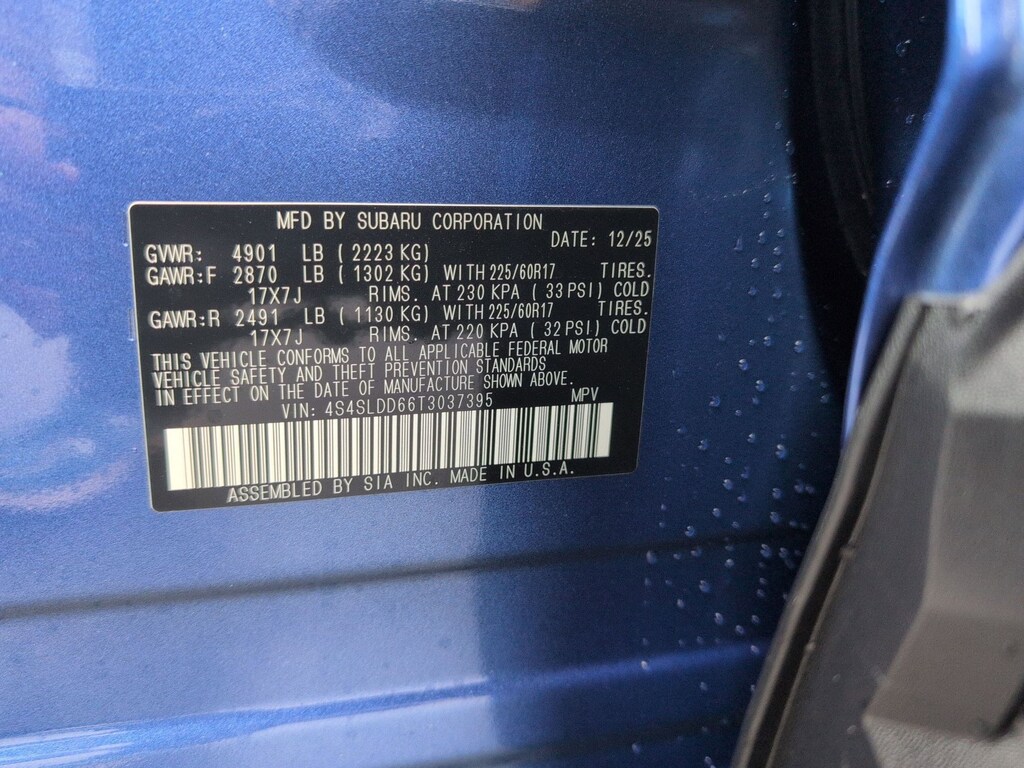 MFD BY SUBARU CORPORATION
DATE: 12/25
GVWR: 4901 LB ( 2223 KG)
GAWR:F 2870 LB ( 1302 KG) WITH 225/60R17 TIRES.
17X7J RIMS. AT 230 KPA ( 33 PSI) COLD
GAWR:R 2491 LB ( 1130 KG) WITH 225/60R17 TIRES.
17X7J RIMS. AT 220 KPA ( 32 PSI) COLD
THIS VEHICLE CONFORMS TO ALL APPLICABLE FEDERAL MOTOR
VEHICLE SAFETY AND THEFT PREVENTION STANDARDS
IN EFFECT ON THE DATE OF MANUFACTURE SHOWN ABOVE.
VIN: 4S4SLDD66T3037395 MPV
ASSEMBLED BY SIA INC. MADE IN U.S.A.